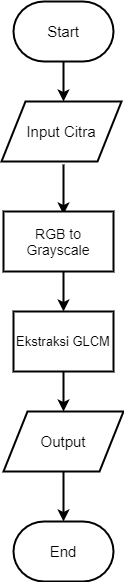 Start
Input Citra
RGB to
Grayscale
Ekstraksi GLCM
Output
End